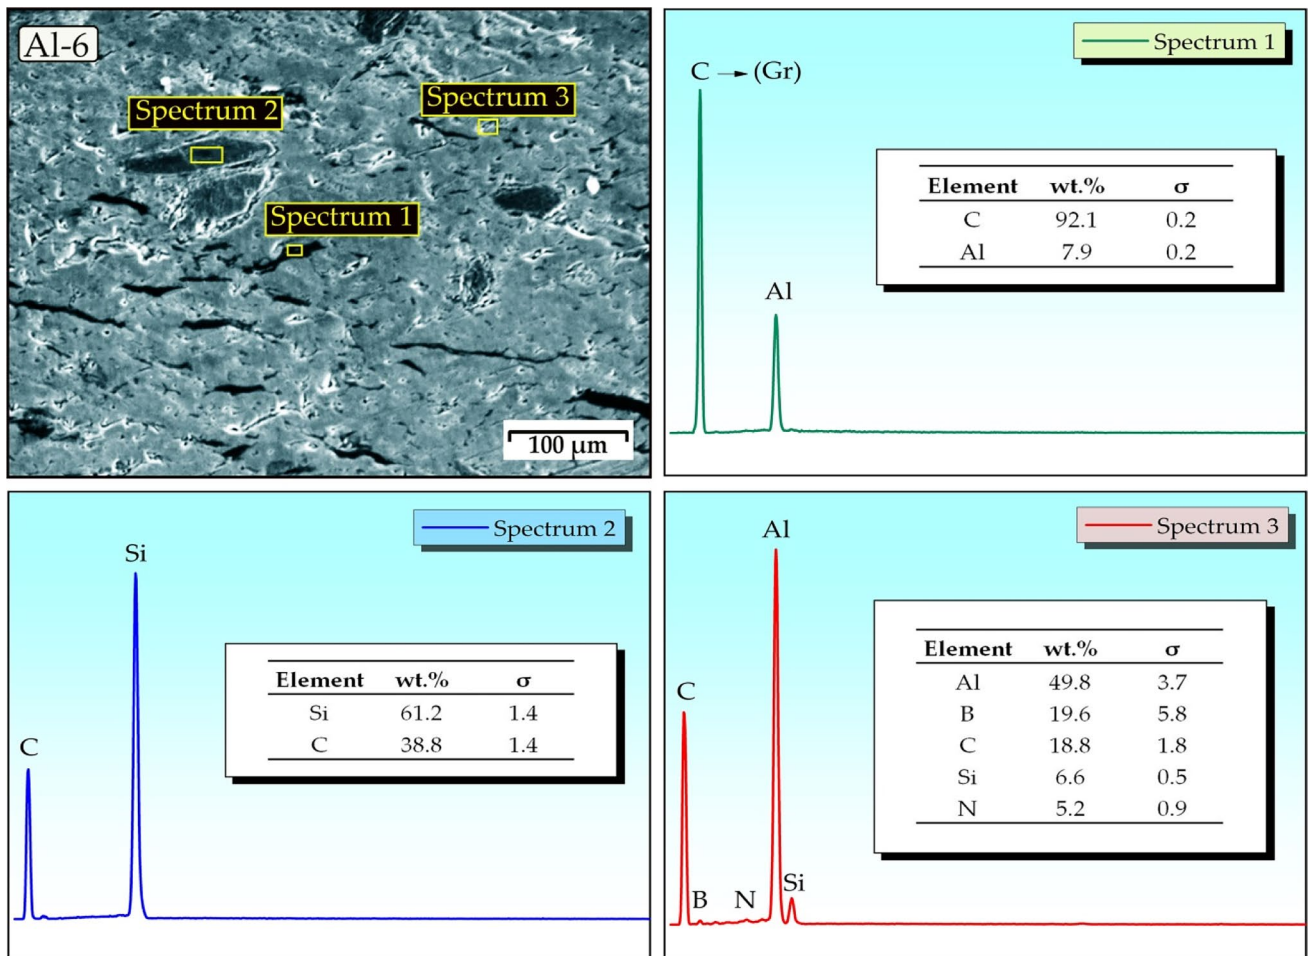 Al-6
Spectrum 2
Spectrum 3
Spectrum 1
100 μm
Spectrum 1
C → (Gr)
Al
Element wt.% σ
C 92.1 0.2
Al 7.9 0.2
Spectrum 2
Si
C
Element wt.% σ
Si 61.2 1.4
C 38.8 1.4
Spectrum 3
Al
C
B
N
Si
Element wt.% σ
Al 49.8 3.7
B 19.6 5.8
C 18.8 1.8
Si 6.6 0.5
N 5.2 0.9